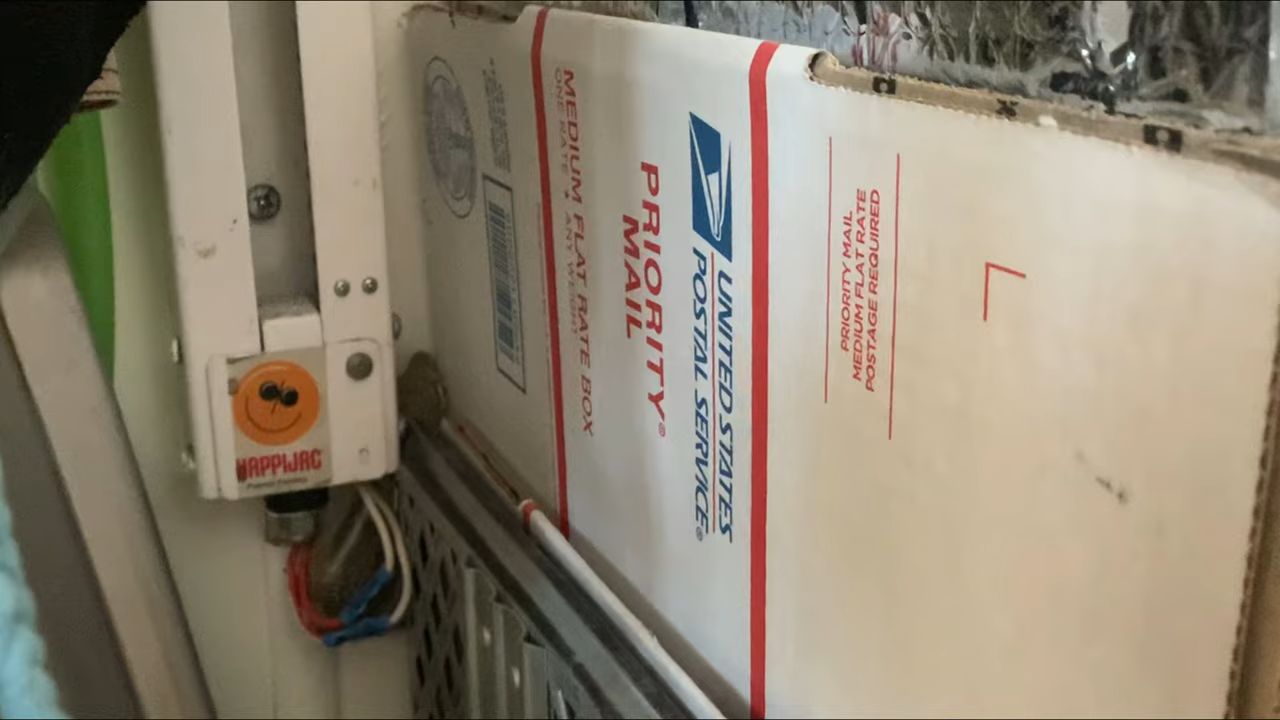 UNITED STATES
POSTAL SERVICE®
PRIORITY®
MAIL
MEDIUM FLAT RATE BOX
ONE RATE ★ ANY WEIGHT
PRIORITY MAIL
MEDIUM FLAT RATE
POSTAGE REQUIRED
HAPPIJAC